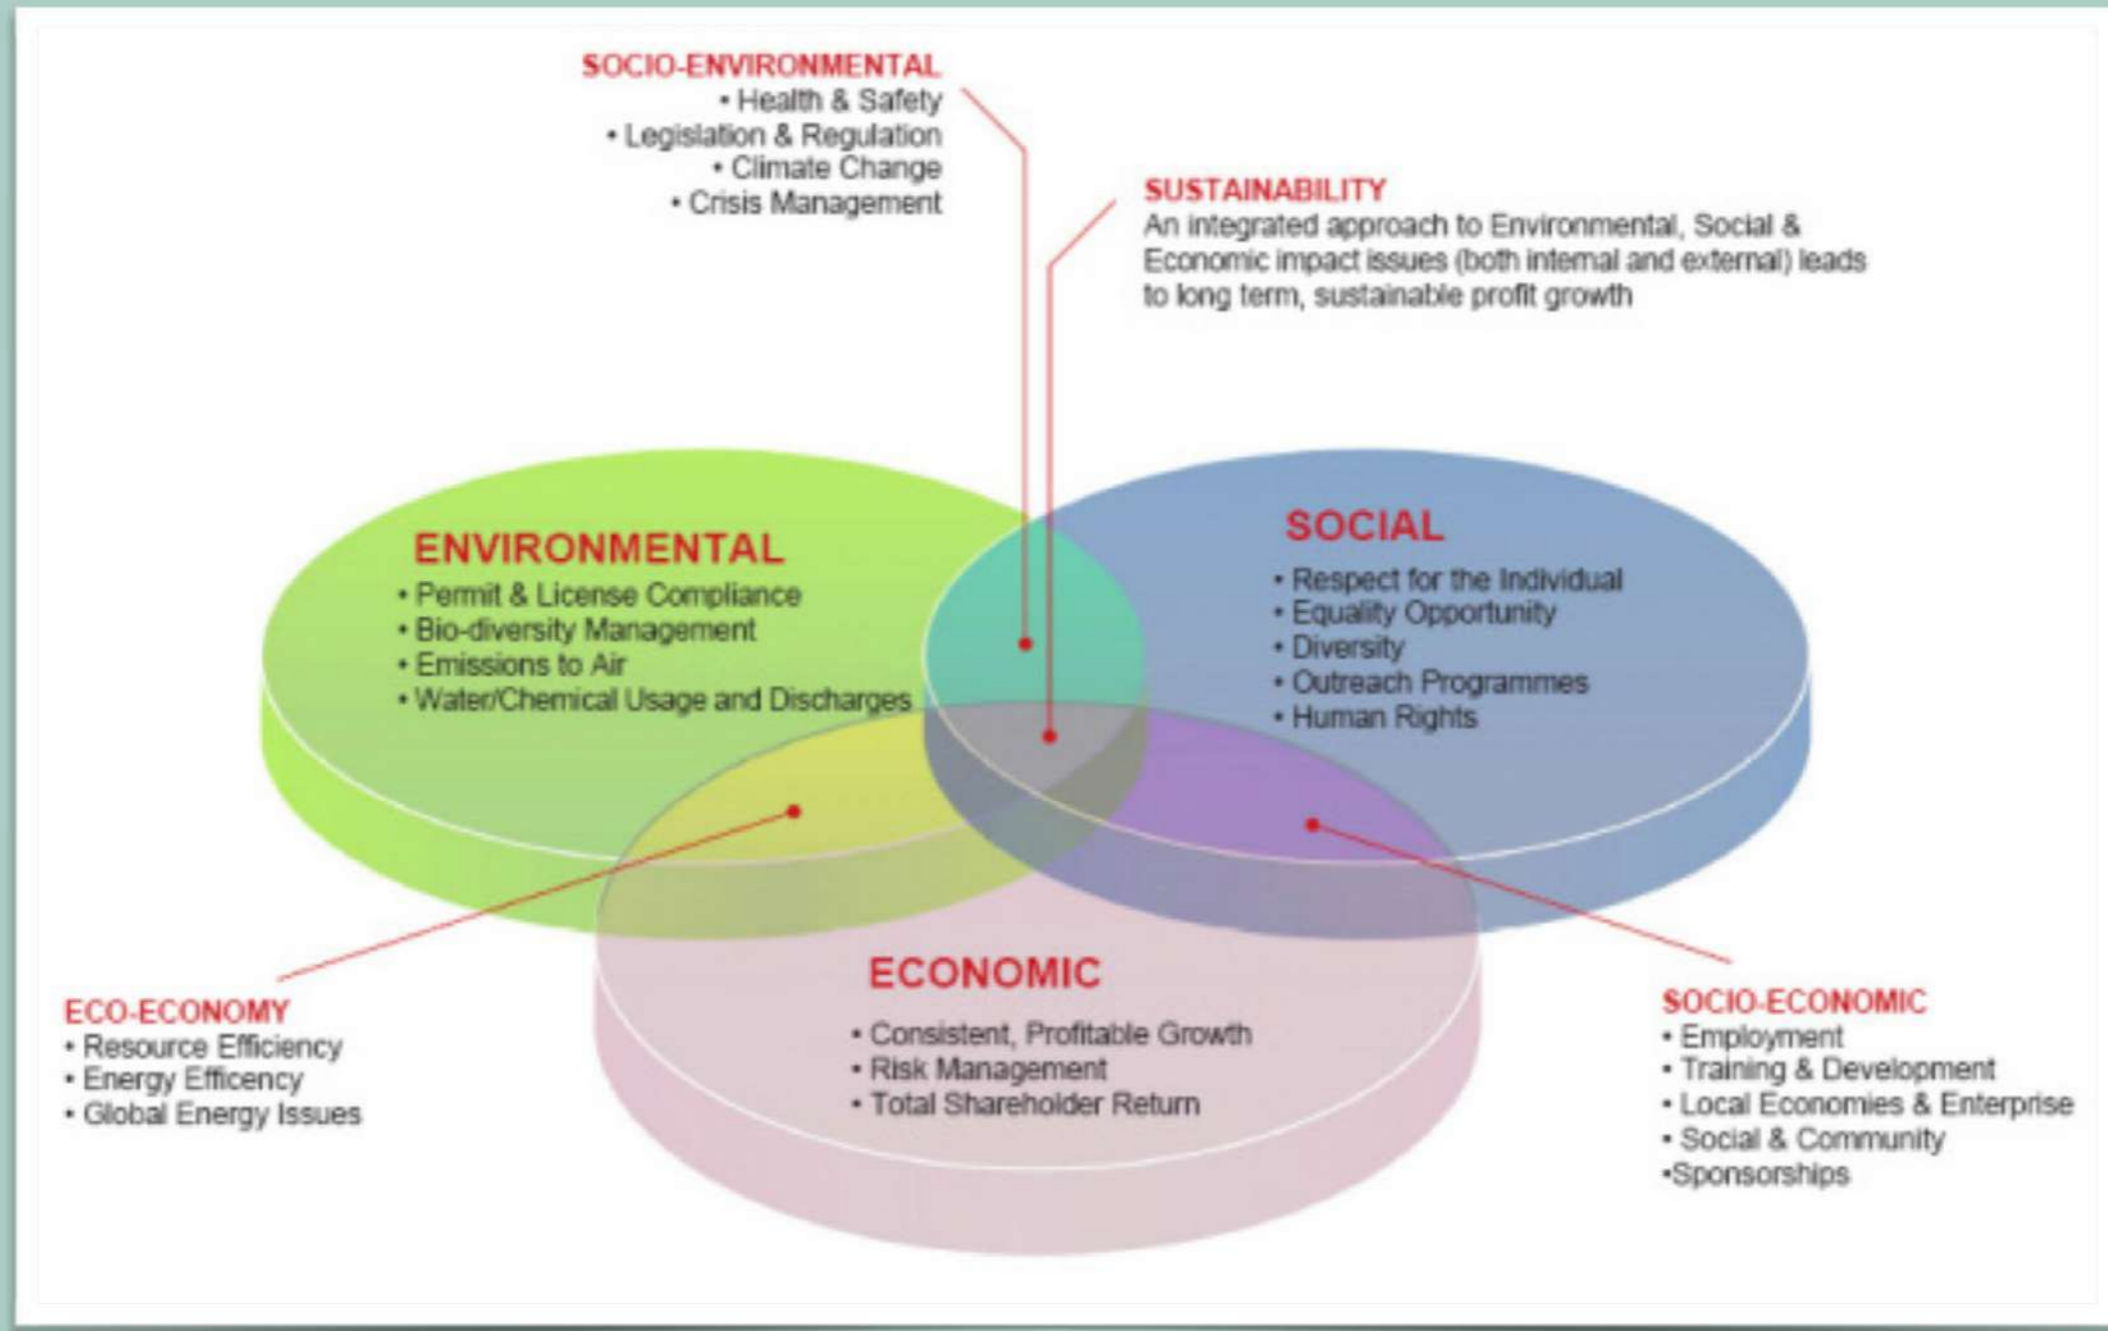 SOCIO-ENVIRONMENTAL
• Health & Safety
• Legislation & Regulation
• Climate Change
• Crisis Management
SUSTAINABILITY
An integrated approach to Environmental, Social &
Economic impact issues (both internal and external) leads
to long term, sustainable profit growth
ENVIRONMENTAL
• Permit & License Compliance
• Bio-diversity Management
• Emissions to Air
• Water/Chemical Usage and Discharges
SOCIAL
• Respect for the Individual
• Equality Opportunity
• Diversity
• Outreach Programmes
• Human Rights
ECONOMIC
• Consistent, Profitable Growth
• Risk Management
• Total Shareholder Return
ECO-ECONOMY
• Resource Efficiency
• Energy Efficency
• Global Energy Issues
SOCIO-ECONOMIC
• Employment
• Training & Development
• Local Economies & Enterprise
• Social & Community
•Sponsorships